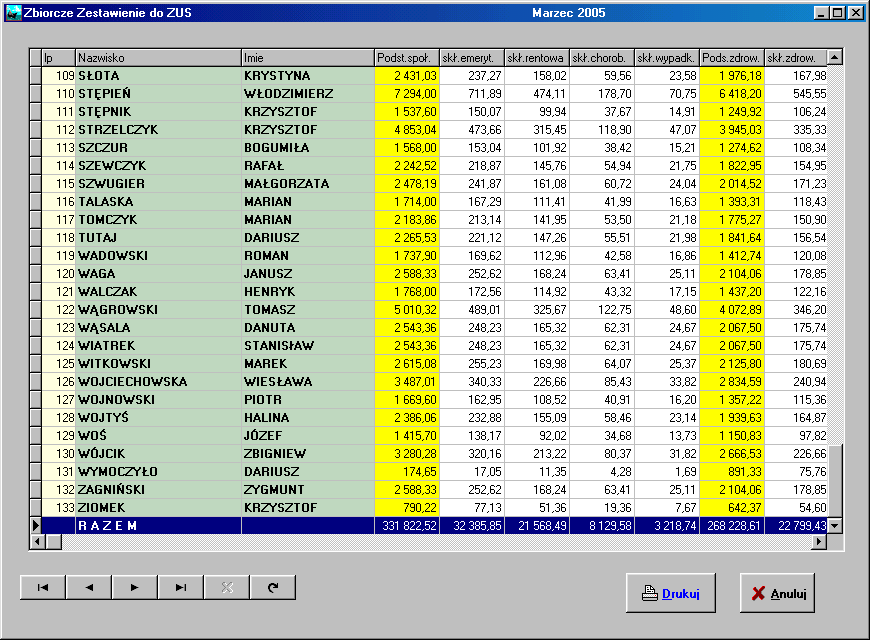 Zbiorcze Zestawienie do ZUS Marzec 2005
lp Nazwisko Imie Podst.społ. skł.emeryt. skł.rentowa skł.chorob. skł.wypadk. Pods.zdrow. skł.zdrow.
109 SŁOTA KRYSTYNA 2 431,03 237,27 158,02 59,56 23,58 1 976,18 167,98
110 STĘPIEŃ WŁODZIMIERZ 7 294,00 711,89 474,11 178,70 70,75 6 418,20 545,55
111 STĘPNIK KRZYSZTOF 1 537,60 150,07 99,94 37,67 14,91 1 249,92 106,24
112 STRZELCZYK KRZYSZTOF 4 853,04 473,66 315,45 118,90 47,07 3 945,03 335,33
113 SZCZUR BOGUMIŁA 1 568,00 153,04 101,92 38,42 15,21 1 274,62 108,34
114 SZEWCZYK RAFAŁ 2 242,52 218,87 145,76 54,94 21,75 1 822,95 154,95
115 SZWUGIER MAŁGORZATA 2 478,19 241,87 161,08 60,72 24,04 2 014,52 171,23
116 TALASKA MARIAN 1 714,00 167,29 111,41 41,99 16,63 1 393,31 118,43
117 TOMCZYK MARIAN 2 183,86 213,14 141,95 53,50 21,18 1 775,27 150,90
118 TUTAJ DARIUSZ 2 265,53 221,12 147,26 55,51 21,98 1 841,64 156,54
119 WADOWSKI ROMAN 1 737,90 169,62 112,96 42,58 16,86 1 412,74 120,08
120 WAGA JANUSZ 2 588,33 252,62 168,24 63,41 25,11 2 104,06 178,85
121 WALCZAK HENRYK 1 768,00 172,56 114,92 43,32 17,15 1 437,20 122,16
122 WĄGROWSKI TOMASZ 5 010,32 489,01 325,67 122,75 48,60 4 072,89 346,20
123 WĄSALA DANUTA 2 543,36 248,23 165,32 62,31 24,67 2 067,50 175,74
124 WIATREK STANISŁAW 2 543,36 248,23 165,32 62,31 24,67 2 067,50 175,74
125 WITKOWSKI MAREK 2 615,08 255,23 169,98 64,07 25,37 2 125,80 180,69
126 WOJCIECHOWSKA WIESŁAWA 3 487,01 340,33 226,66 85,43 33,82 2 834,59 240,94
127 WOJNOWSKI PIOTR 1 669,60 162,95 108,52 40,91 16,20 1 357,22 115,36
128 WOJTYŚ HALINA 2 386,06 232,88 155,09 58,46 23,14 1 939,63 164,87
129 WOŚ JÓZEF 1 415,70 138,17 92,02 34,68 13,73 1 150,83 97,82
130 WÓJCIK ZBIGNIEW 3 280,28 320,16 213,22 80,37 31,82 2 666,53 226,66
131 WYMOCZYŁO DARIUSZ 174,65 17,05 11,35 4,28 1,69 891,33 75,76
132 ZAGNIŃSKI ZYGMUNT 2 588,33 252,62 168,24 63,41 25,11 2 104,06 178,85
133 ZIOMEK KRZYSZTOF 790,22 77,13 51,36 19,36 7,67 642,37 54,60
R A Z E M 331 822,52 32 385,85 21 568,49 8 129,58 3 218,74 268 228,61 22 799,43
Drukuj Anuluj